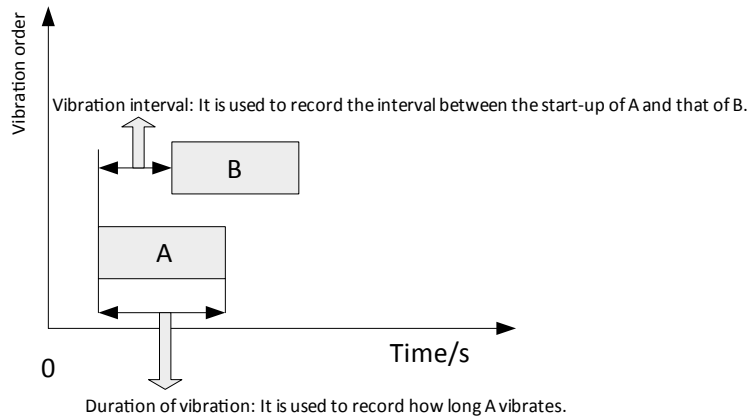 Vibration order
Vibration interval: It is used to record the interval between the start-up of A and that of B.
B
A
Time/s
0
Duration of vibration: It is used to record how long A vibrates.